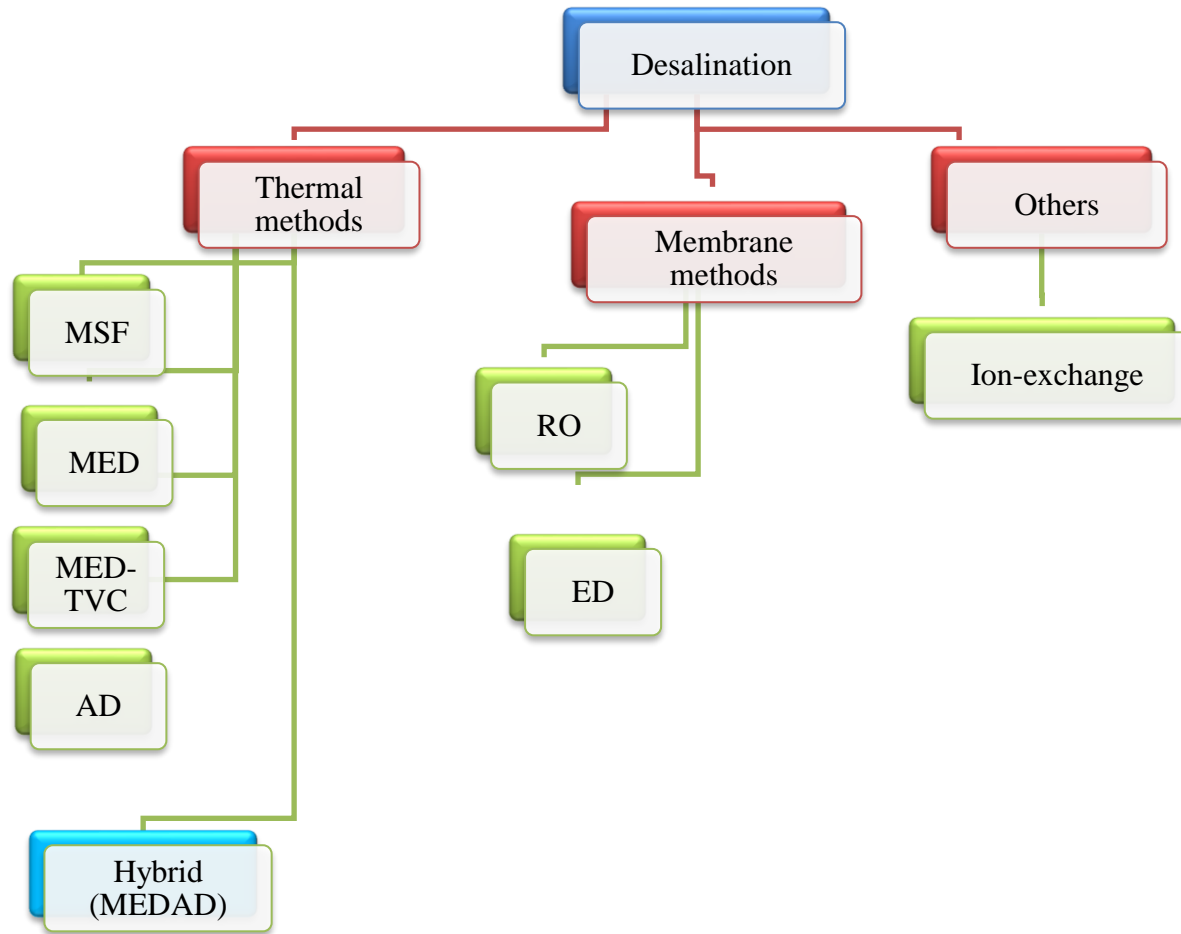 Desalination
Thermal
methods
Membrane
methods
Others
MSF
MED
MED-
TVC
AD
Hybrid
(MEDAD)
RO
ED
Ion-exchange